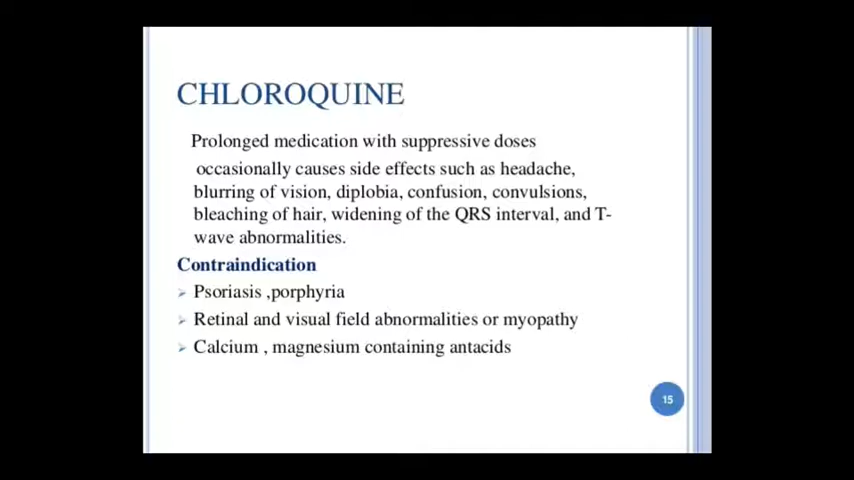 CHLOROQUINE
Prolonged medication with suppressive doses
occasionally causes side effects such as headache,
blurring of vision, diplobia, confusion, convulsions,
bleaching of hair, widening of the QRS interval, and T-
wave abnormalities.
Contraindication
➢ Psoriasis ,porphyria
➢ Retinal and visual field abnormalities or myopathy
➢ Calcium , magnesium containing antacids
15